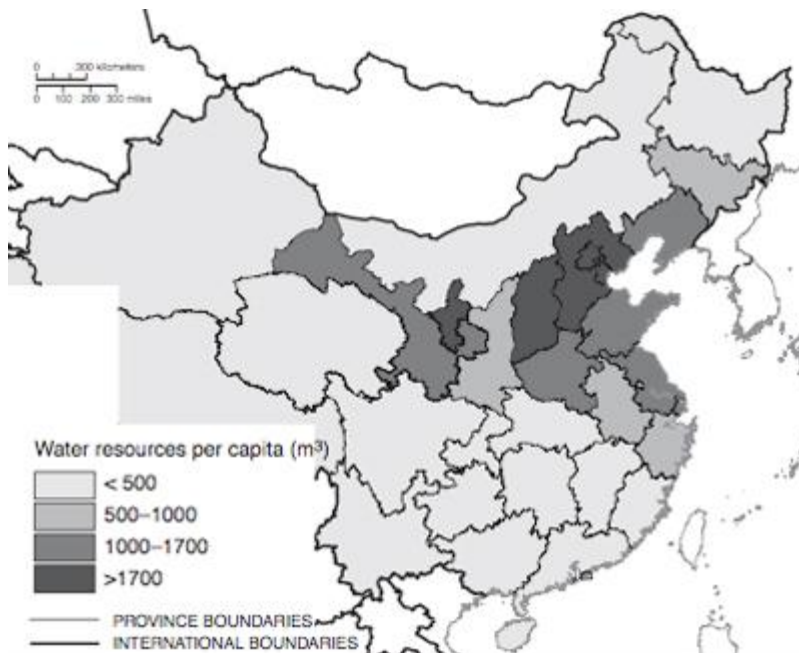 0 300 kilometers
0 100 200 300 miles
Water resources per capita (m³)
< 500
500–1000
1000–1700
>1700
PROVINCE BOUNDARIES
INTERNATIONAL BOUNDARIES